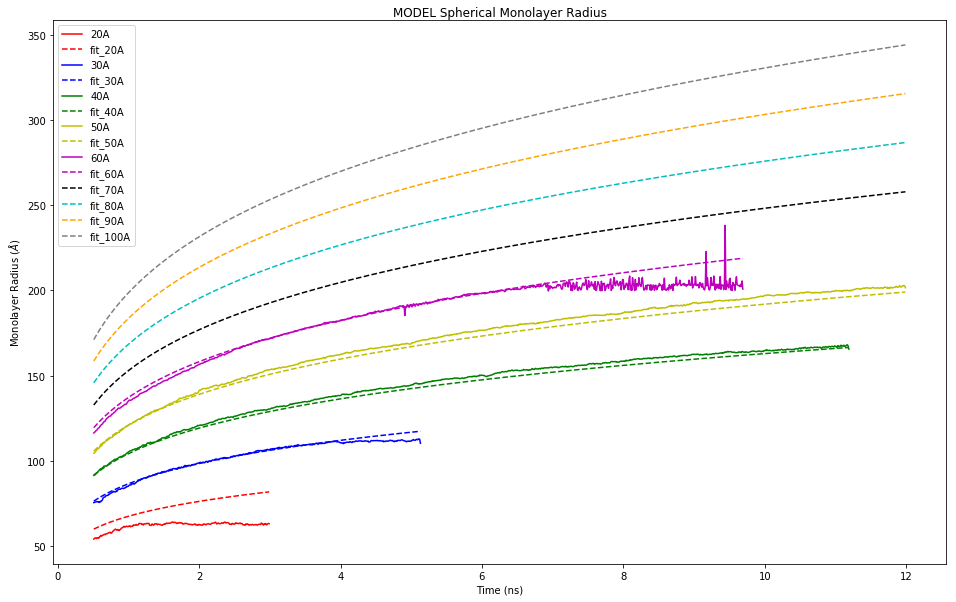 MODEL Spherical Monolayer Radius
350
300
250
200
150
100
50
Monolayer Radius (Å)
20A
fit_20A
30A
fit_30A
40A
fit_40A
50A
fit_50A
60A
fit_60A
fit_70A
fit_80A
fit_90A
fit_100A
0
2
4
6
8
10
12
Time (ns)